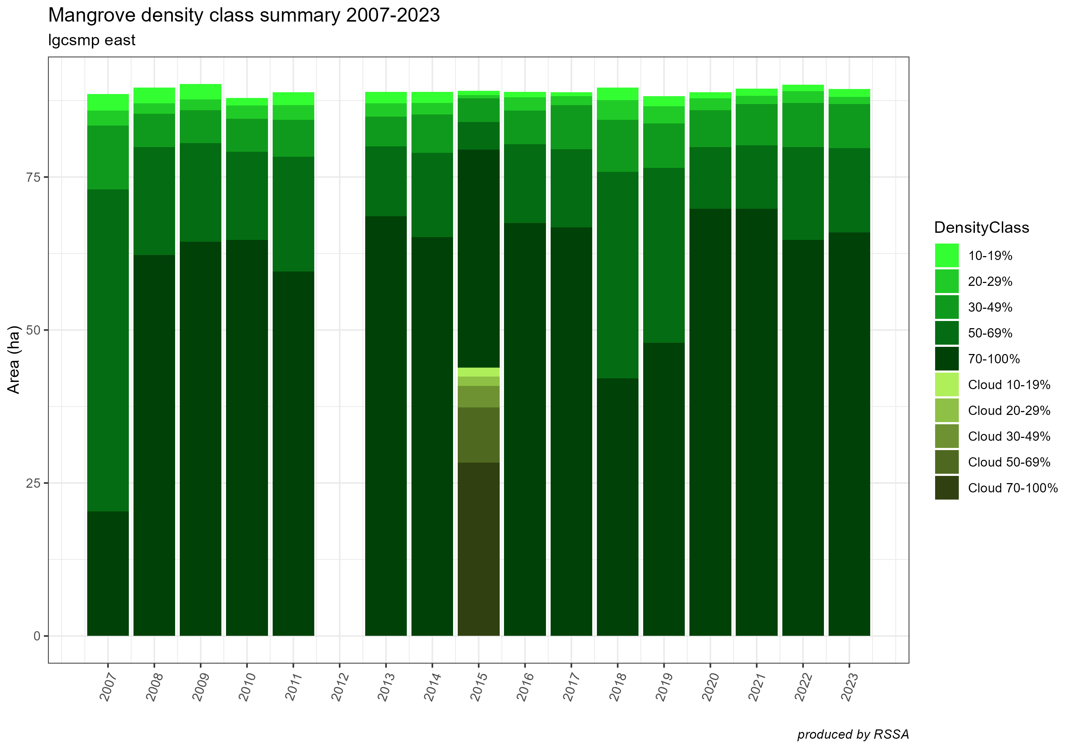 Mangrove density class summary 2007-2023
lgcsmp east
Area (ha)
75
50
25
0
2007
2008
2009
2010
2011
2012
2013
2014
2015
2016
2017
2018
2019
2020
2021
2022
2023
DensityClass
10-19%
20-29%
30-49%
50-69%
70-100%
Cloud 10-19%
Cloud 20-29%
Cloud 30-49%
Cloud 50-69%
Cloud 70-100%
produced by RSSA